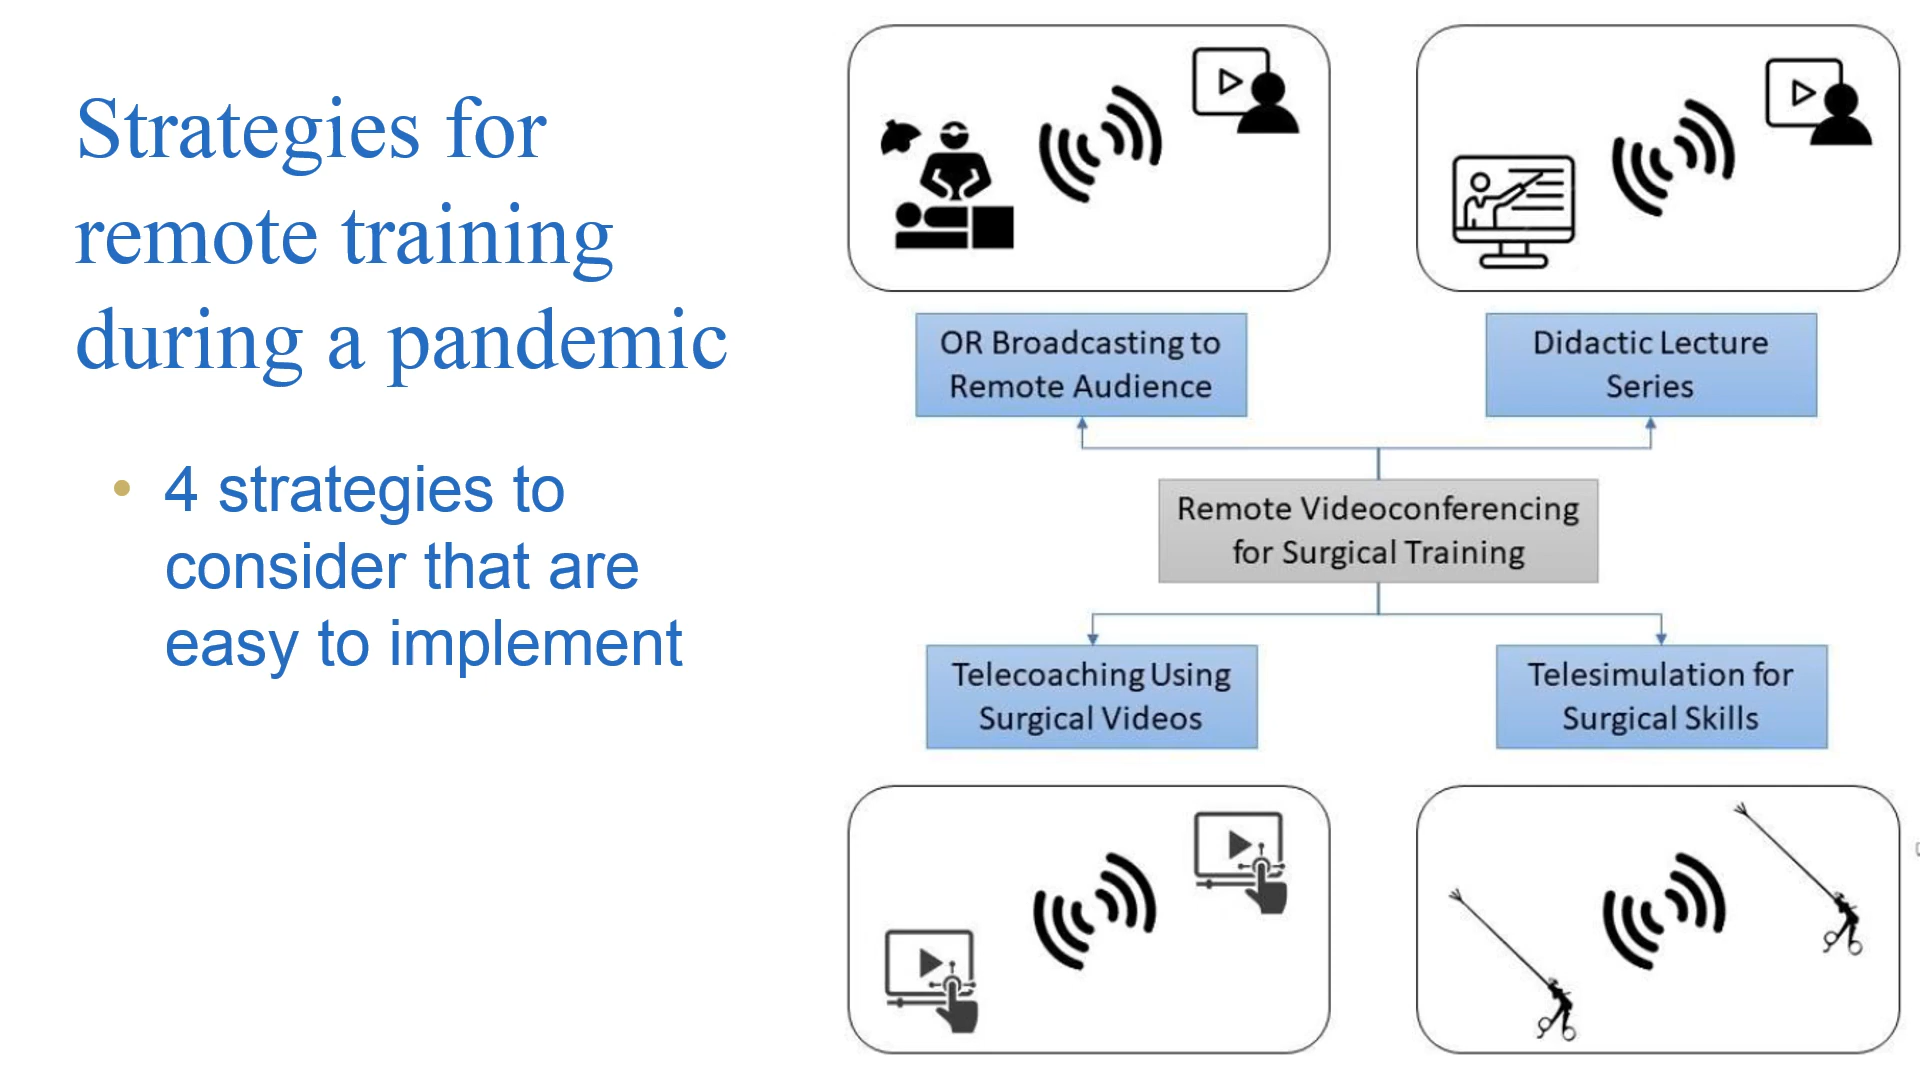 Strategies for
remote training
during a pandemic
• 4 strategies to
consider that are
easy to implement
OR Broadcasting to
Remote Audience
Didactic Lecture
Series
Remote Videoconferencing
for Surgical Training
Telecoaching Using
Surgical Videos
Telesimulation for
Surgical Skills